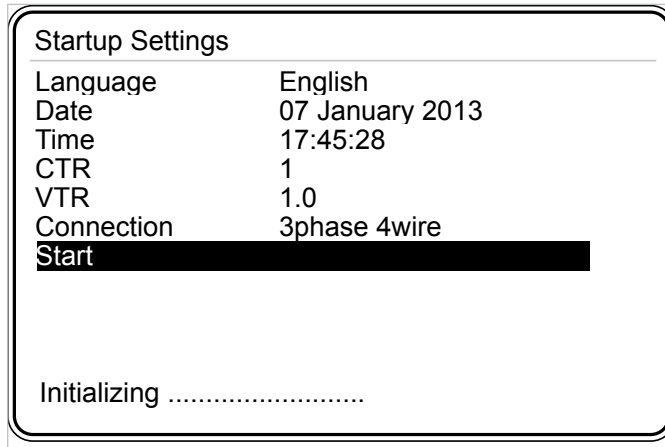 Startup Settings
Language English
Date 07 January 2013
Time 17:45:28
CTR 1
VTR 1.0
Connection 3phase 4wire
Start
Initializing ..........................